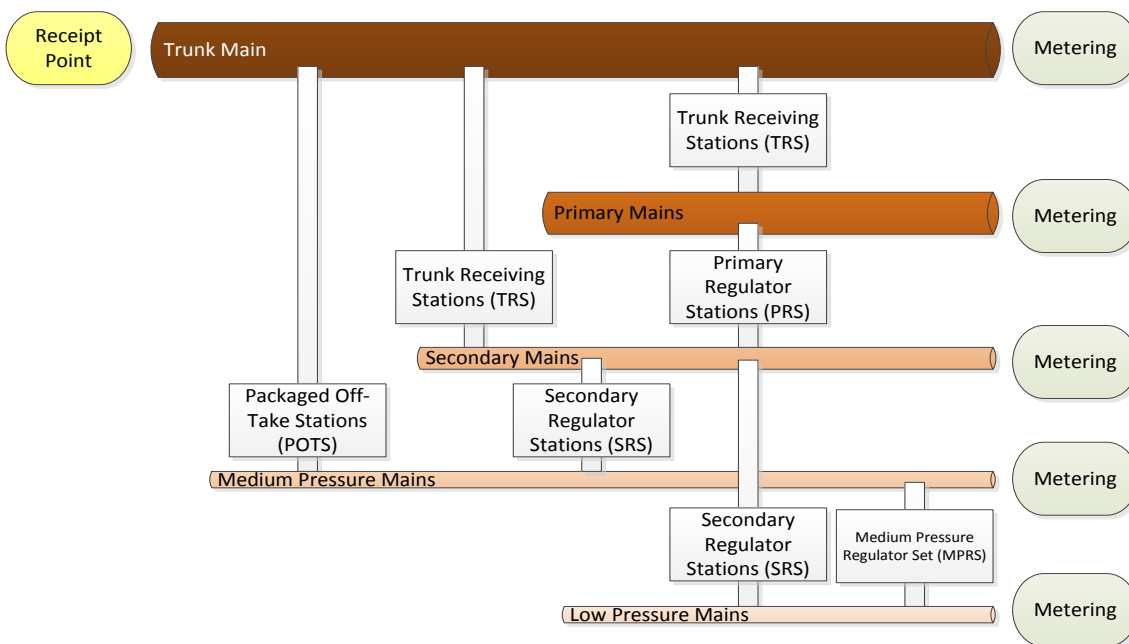 Receipt
Point
Trunk Main
Metering
Trunk Receiving
Stations (TRS)
Primary Mains
Metering
Trunk Receiving
Stations (TRS)
Primary
Regulator
Stations (PRS)
Secondary Mains
Metering
Packaged Off-
Take Stations
(POTS)
Secondary
Regulator
Stations (SRS)
Medium Pressure Mains
Metering
Secondary
Regulator
Stations (SRS)
Medium Pressure
Regulator Set (MPRS)
Low Pressure Mains
Metering